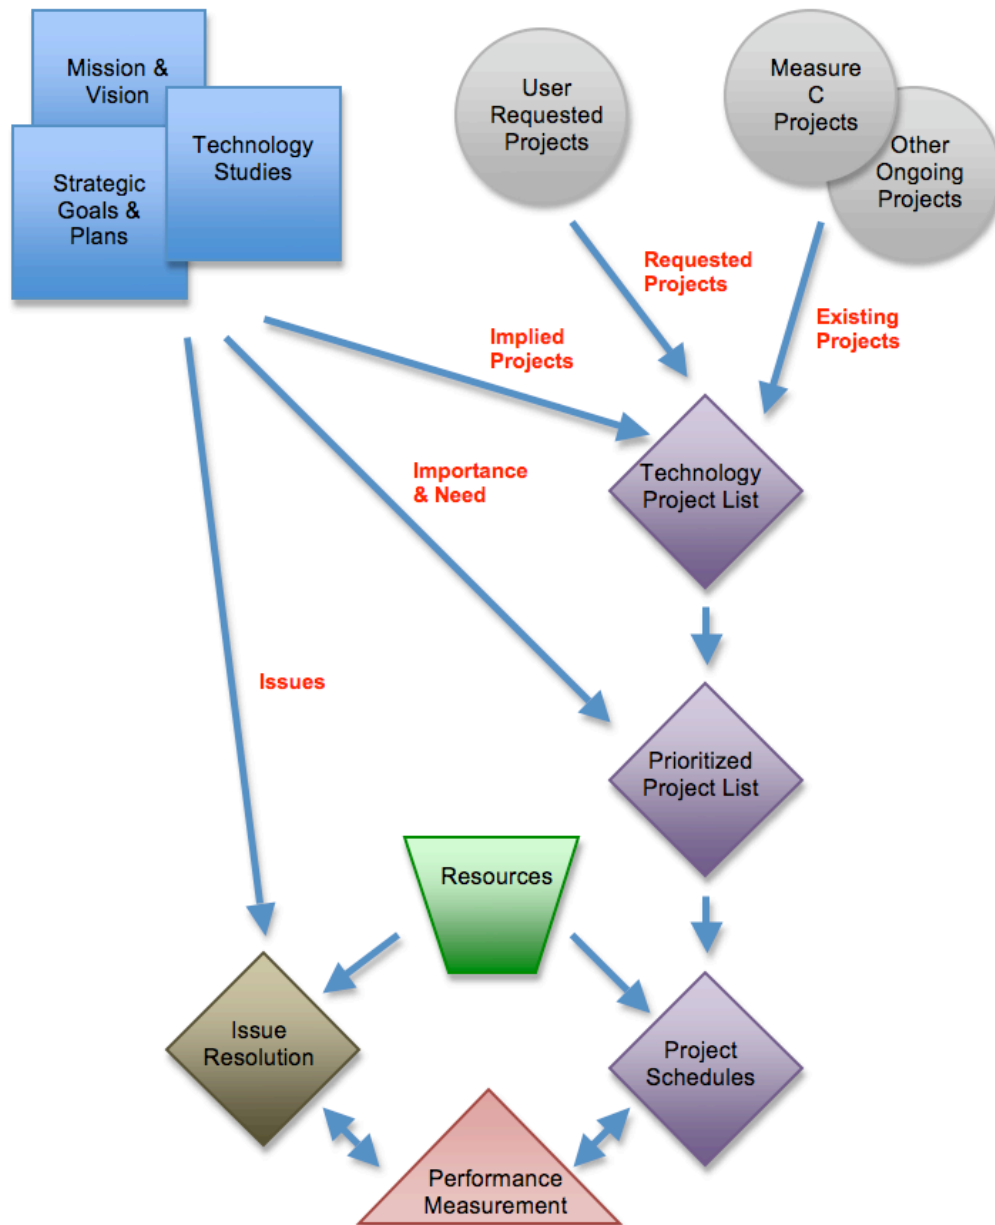 Mission &
Vision
Technology
Studies
Strategic
Goals &
Plans
User
Requested
Projects
Measure
C
Projects
Other
Ongoing
Projects
Requested
Projects
Existing
Projects
Implied
Projects
Importance
& Need
Technology
Project List
Issues
Prioritized
Project List
Resources
Issue
Resolution
Project
Schedules
Performance
Measurement